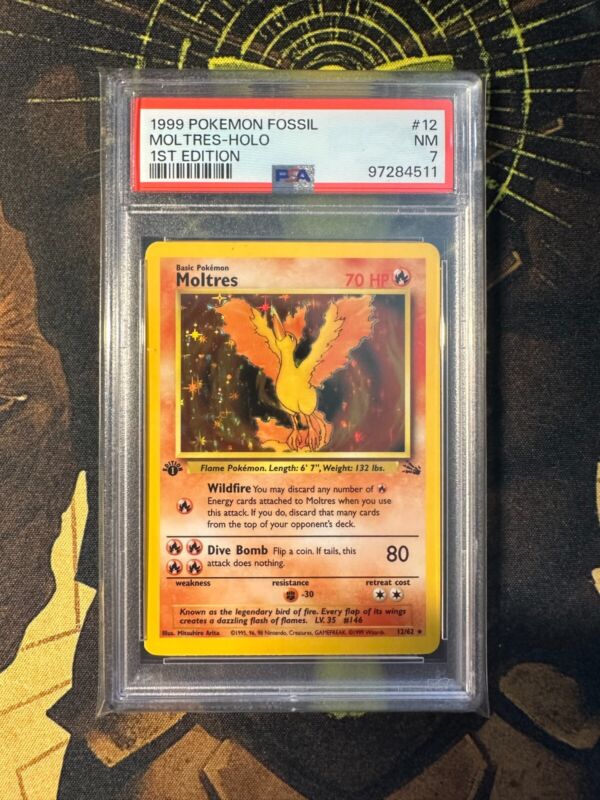 1999 POKEMON FOSSIL #12
MOLTRES-HOLO NM
1ST EDITION 7
PSA 97284511
Basic Pokémon
Moltres 70 HP
EDITION 1
Flame Pokémon. Length: 6' 7", Weight: 132 lbs.
Wildfire You may discard any number of
Energy cards attached to Moltres when you use
this attack. If you do, discard that many cards
from the top of your opponent's deck.
Dive Bomb Flip a coin. If tails, this
attack does nothing. 80
weakness resistance retreat cost
-30
Known as the legendary bird of fire. Every flap of its wings
creates a dazzling flash of flames. LV. 35 #146
Illus. Mitsuhiro Arita ©1995, 96, 98 Nintendo, Creatures, GAMEFREAK. ©1999 Wizards. 12/62 ★